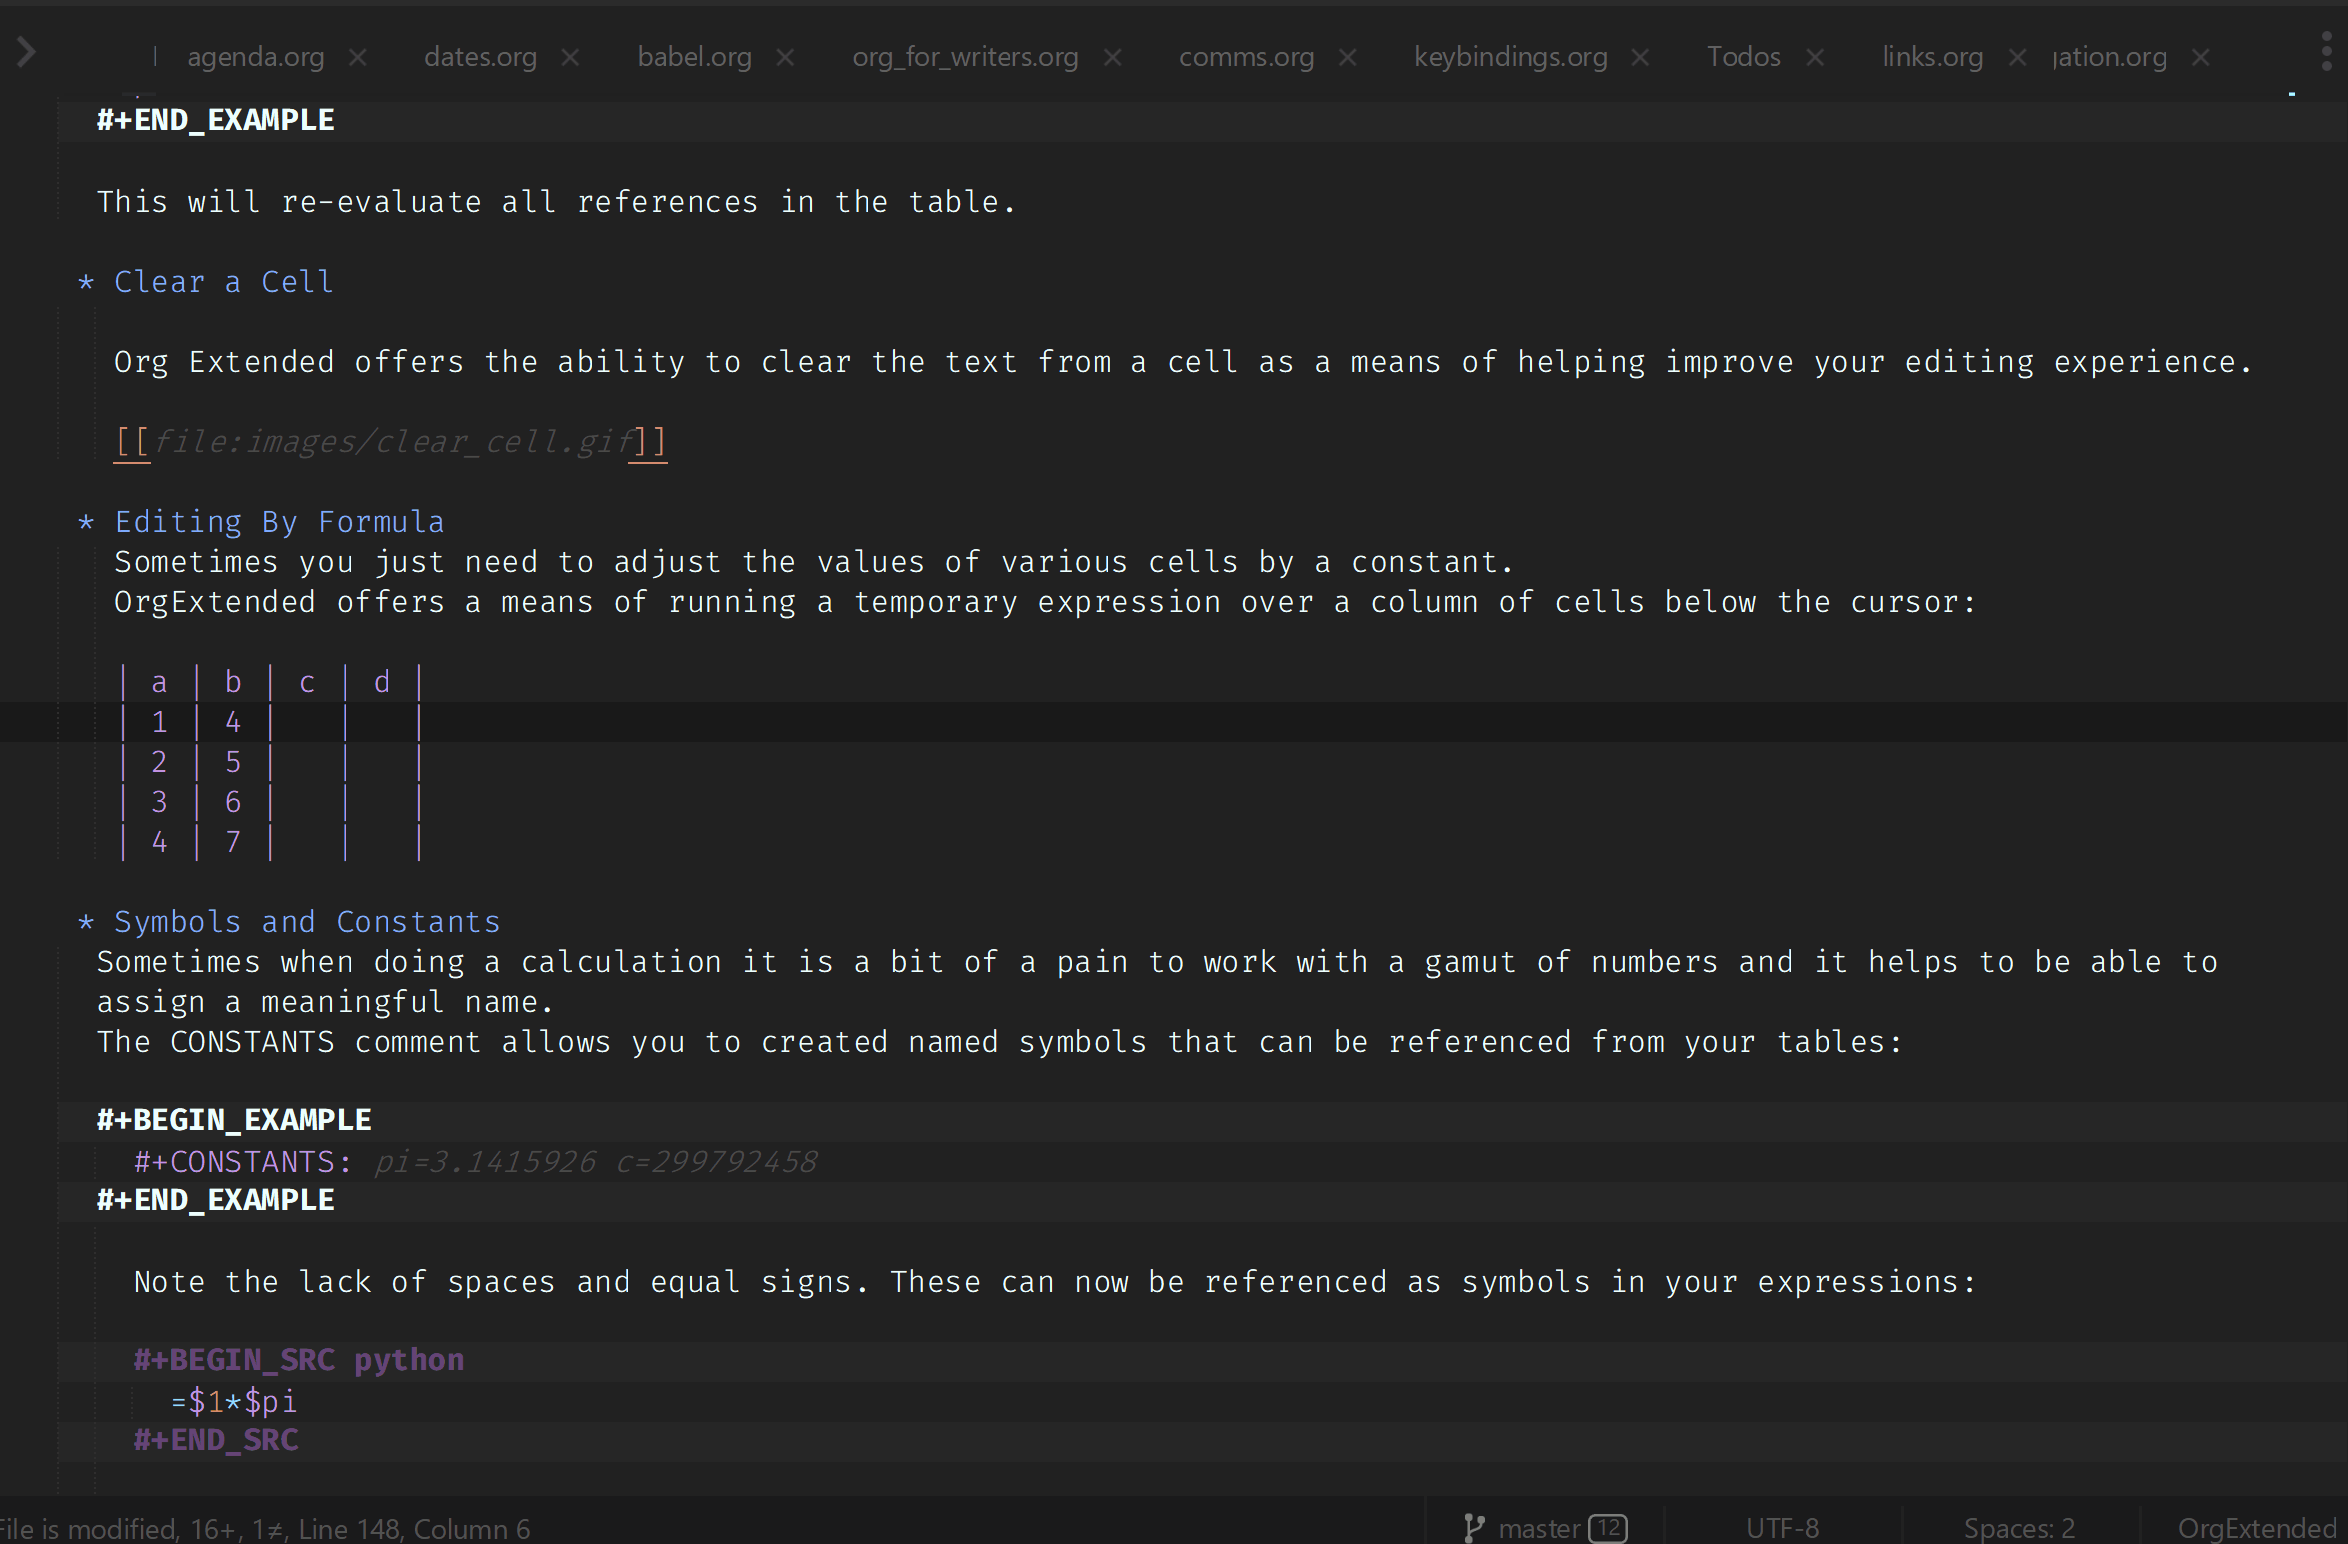 agenda.org × dates.org × babel.org × org_for_writers.org × comms.org × keybindings.org × Todos × links.org × ation.org ×
#+END_EXAMPLE
This will re-evaluate all references in the table.
* Clear a Cell
Org Extended offers the ability to clear the text from a cell as a means of helping improve your editing experience.
[[file:images/clear_cell.gif]]
* Editing By Formula
Sometimes you just need to adjust the values of various cells by a constant.
OrgExtended offers a means of running a temporary expression over a column of cells below the cursor:
| a | b | c | d |
| 1 | 4 |   |   |
| 2 | 5 |   |   |
| 3 | 6 |   |   |
| 4 | 7 |   |   |
* Symbols and Constants
Sometimes when doing a calculation it is a bit of a pain to work with a gamut of numbers and it helps to be able to
assign a meaningful name.
The CONSTANTS comment allows you to created named symbols that can be referenced from your tables:
#+BEGIN_EXAMPLE
#+CONSTANTS: pi=3.1415926 c=299792458
#+END_EXAMPLE
Note the lack of spaces and equal signs. These can now be referenced as symbols in your expressions:
#+BEGIN_SRC python
=$1*$pi
#+END_SRC
File is modified, 16+, 1≠, Line 148, Column 6 master 12 UTF-8 Spaces: 2 OrgExtended